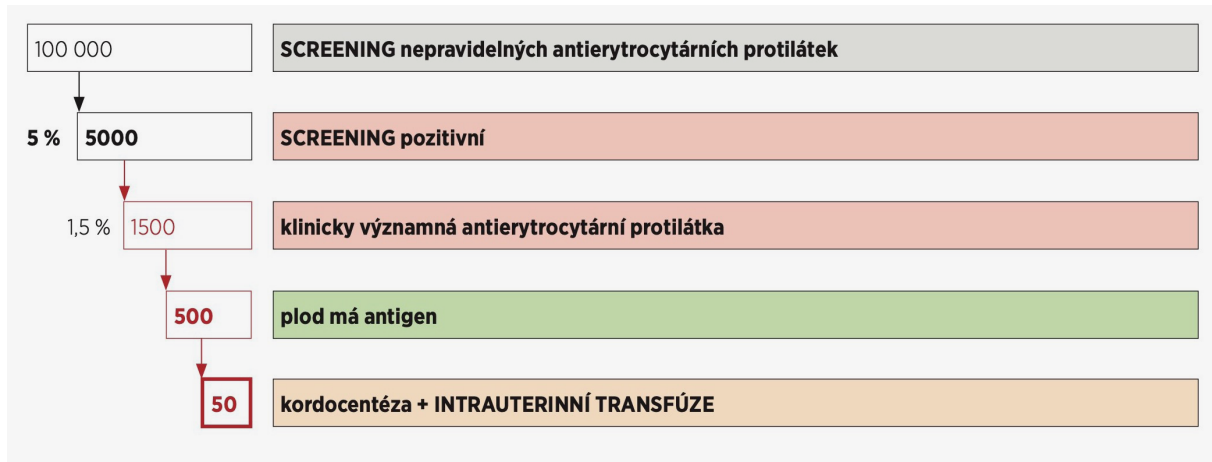 100 000 SCREENING nepravidelných antierytrocytárních protilátek
5 % 5000 SCREENING pozitivní
1,5 % 1500 klinicky významná antierytrocytární protilátka
500 plod má antigen
50 kordocentéza + INTRAUTERINNÍ TRANSFÚZE